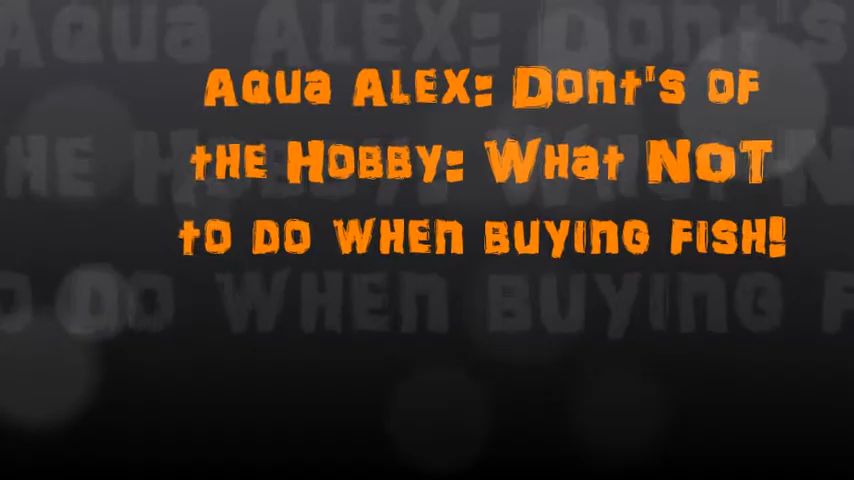 Aqua Alex: Dont's of
the Hobby: What NOT
to do when buying fish!